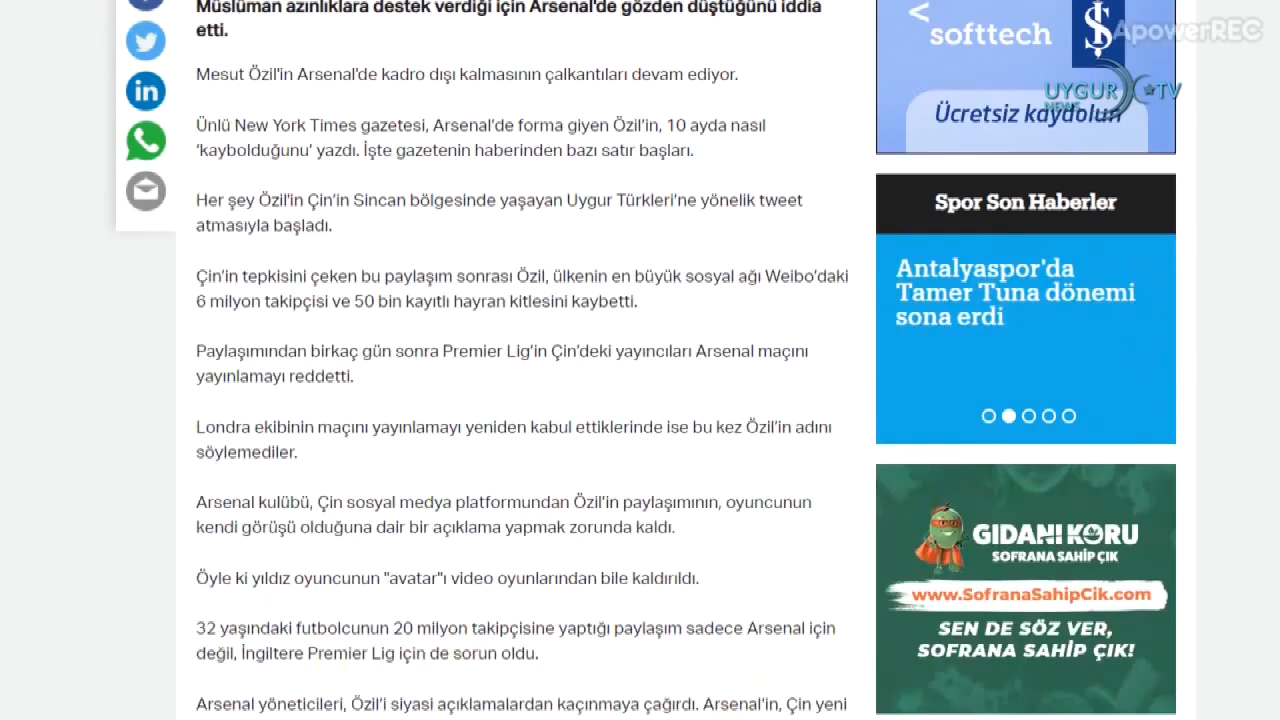 Müslüman azınlıklara destek verdiği için Arsenal'de gözden düştüğünü iddia
etti.
Mesut Özil'in Arsenal'de kadro dışı kalmasının çalkantıları devam ediyor.
Ünlü New York Times gazetesi, Arsenal’de forma giyen Özil’in, 10 ayda nasıl
‘kaybolduğunu’ yazdı. İşte gazetenin haberinden bazı satır başları.
Her şey Özil'in Çin’in Sincan bölgesinde yaşayan Uygur Türkleri’ne yönelik tweet
atmasıyla başladı.
Çin’in tepkisini çeken bu paylaşım sonrası Özil, ülkenin en büyük sosyal ağı Weibo’daki
6 milyon takipçisi ve 50 bin kayıtlı hayran kitlesini kaybetti.
Paylaşımından birkaç gün sonra Premier Lig’in Çin’deki yayıncıları Arsenal maçını
yayınlamayı reddetti.
Londra ekibinin maçını yayınlamayı yeniden kabul ettiklerinde ise bu kez Özil’in adını
söylemediler.
Arsenal kulübü, Çin sosyal medya platformundan Özil’in paylaşımının, oyuncunun
kendi görüşü olduğuna dair bir açıklama yapmak zorunda kaldı.
Öyle ki yıldız oyuncunun "avatar"ı video oyunlarından bile kaldırıldı.
32 yaşındaki futbolcunun 20 milyon takipçisine yaptığı paylaşım sadece Arsenal için
değil, İngiltere Premier Lig için de sorun oldu.
Arsenal yöneticileri, Özil’i siyasi açıklamalardan kaçınmaya çağırdı. Arsenal’in, Çin yeni
in
softtech
ApowerREC
UYGUR TV
NEWS
Ücretsiz kaydolun
Spor Son Haberler
Antalyaspor'da
Tamer Tuna dönemi
sona erdi
GIDANI KORU
SOFRANA SAHİP ÇIK
www.SofranaSahipCik.com
SEN DE SÖZ VER,
SOFRANA SAHİP ÇIK!